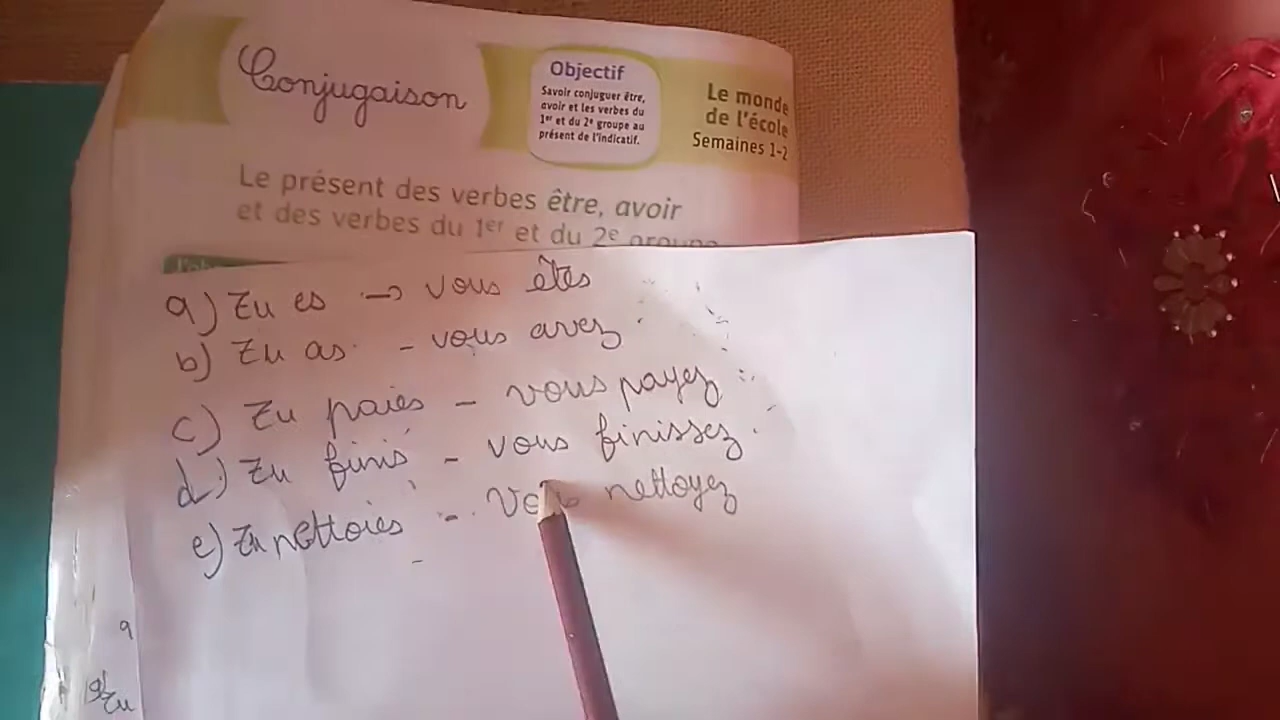 Conjugaison
Objectif
Savoir conjuguer être,
avoir et les verbes du
1er et du 2e groupe au
présent de l'indicatif.
Le monde
de l'école
Semaines 1-2
Le présent des verbes être, avoir
et des verbes du 1er et du 2e groupe
a) Tu es → vous êtes
b) Tu as - vous avez
c) Tu paies - vous payez
d) Tu finis - vous finissez
e) Tu nettoies - Vous nettoyez